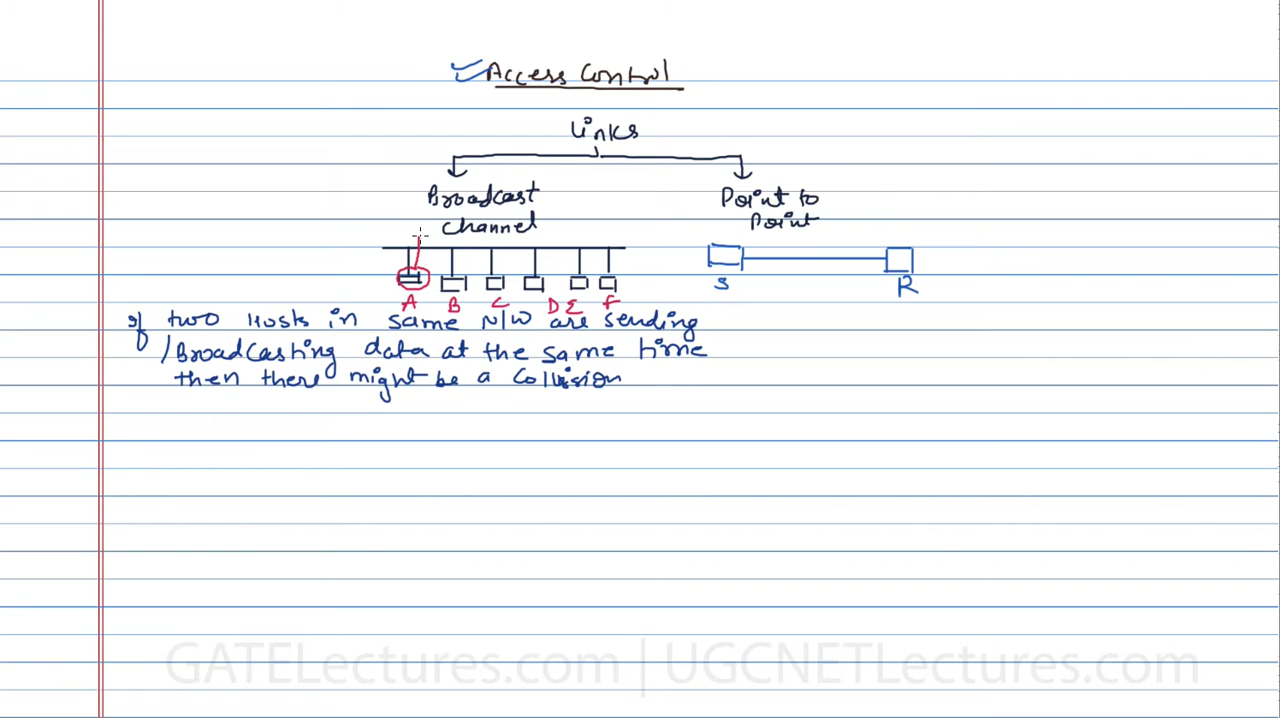 Access Control
Links
Broadcast Channel
Point to Point
A B C D E F
S R
If two Hosts in same N/W are sending
/Broadcasting data at the same time
then there might be a Collision
GATELectures.com | UGCNETLectures.com